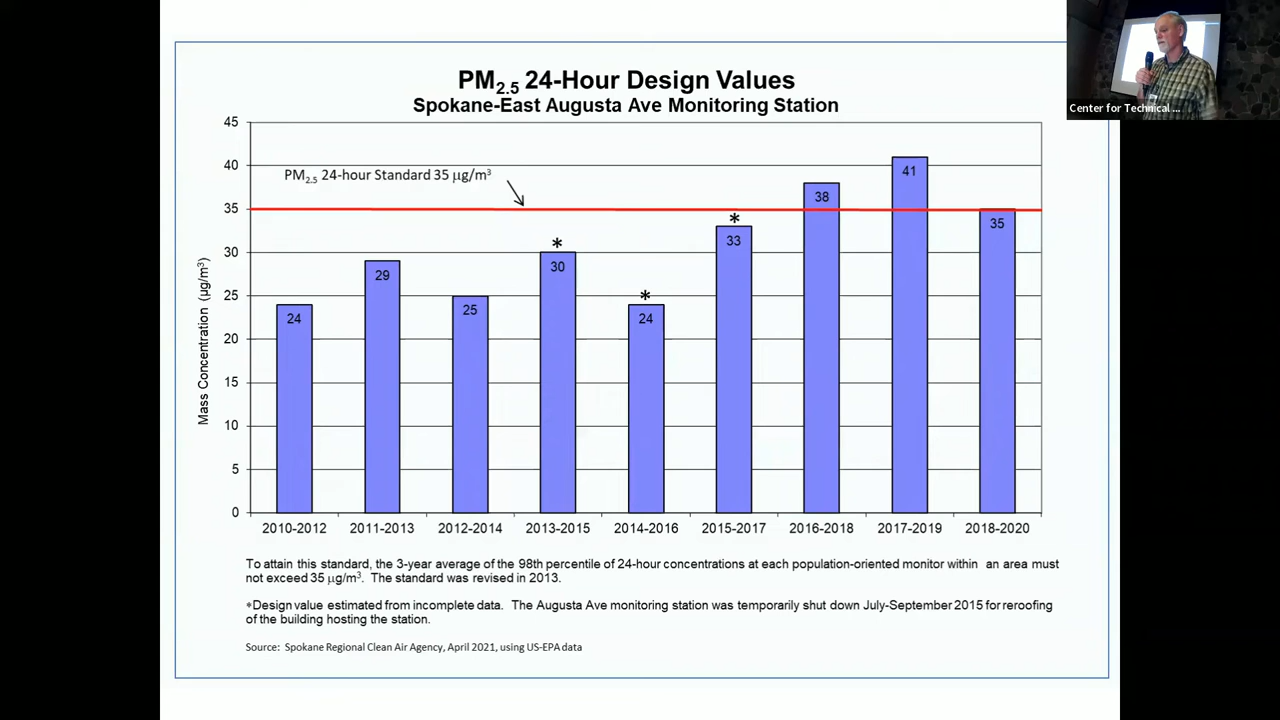 PM2.5 24-Hour Design Values
Spokane-East Augusta Ave Monitoring Station
Center for Technical ...
45
40
35
30
25
20
15
10
5
0
Mass Concentration (µg/m³)
PM2.5 24-hour Standard 35 µg/m³
24
29
25
*
30
*
24
*
33
38
41
35
2010-2012 2011-2013 2012-2014 2013-2015 2014-2016 2015-2017 2016-2018 2017-2019 2018-2020
To attain this standard, the 3-year average of the 98th percentile of 24-hour concentrations at each population-oriented monitor within an area must
not exceed 35 µg/m³. The standard was revised in 2013.
*Design value estimated from incomplete data. The Augusta Ave monitoring station was temporarily shut down July-September 2015 for reroofing
of the building hosting the station.
Source: Spokane Regional Clean Air Agency, April 2021, using US-EPA data